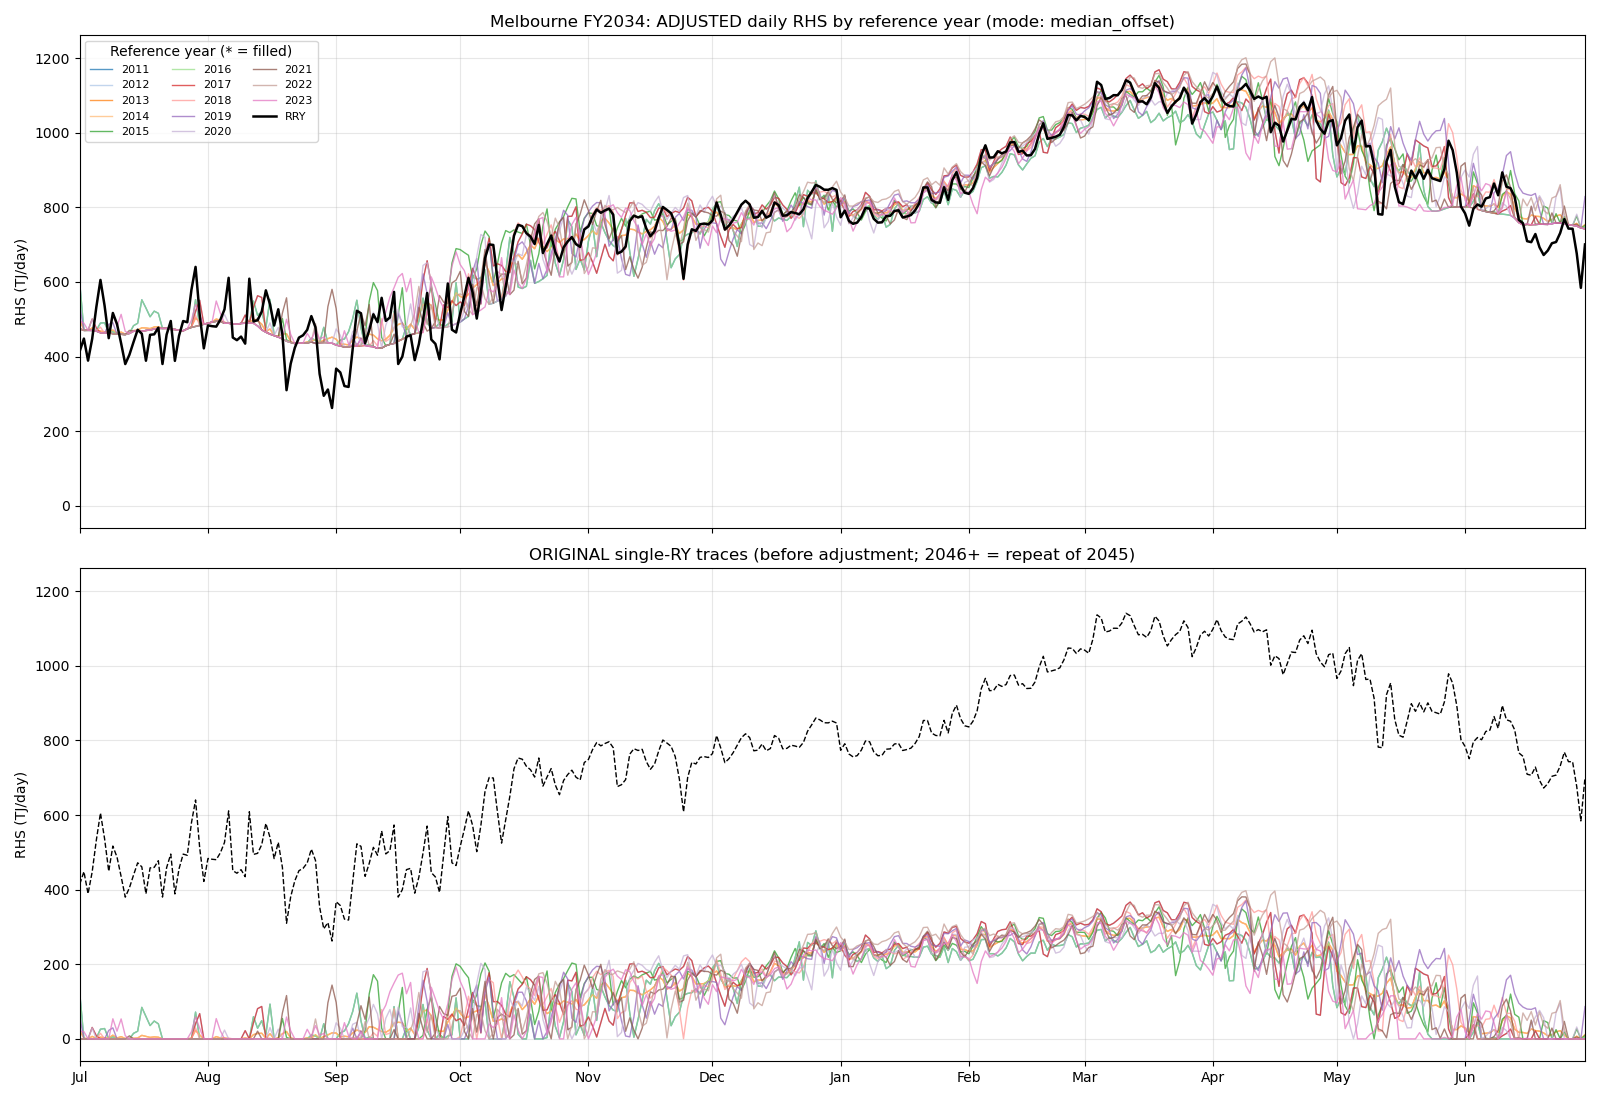 Melbourne FY2034: ADJUSTED daily RHS by reference year (mode: median_offset)
RHS (TJ/day)
1200
1000
800
600
400
200
0
Reference year (* = filled)
2011 2016 2021
2012 2017 2022
2013 2018 2023
2014 2019 RRY
2015 2020
ORIGINAL single-RY traces (before adjustment; 2046+ = repeat of 2045)
RHS (TJ/day)
1200
1000
800
600
400
200
0
Jul Aug Sep Oct Nov Dec Jan Feb Mar Apr May Jun